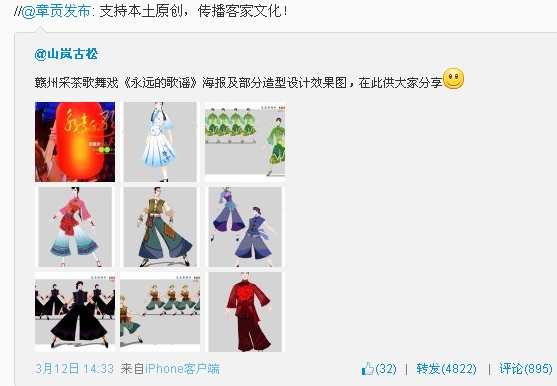 //@章贡发布: 支持本土原创，传播客家文化！
@山岚古松
赣州采茶歌舞戏《永远的歌谣》海报及部分造型设计效果图，在此供大家分享
永远的歌
3月12日 14:33 来自iPhone客户端
(32) | 转发(4822) | 评论(895)